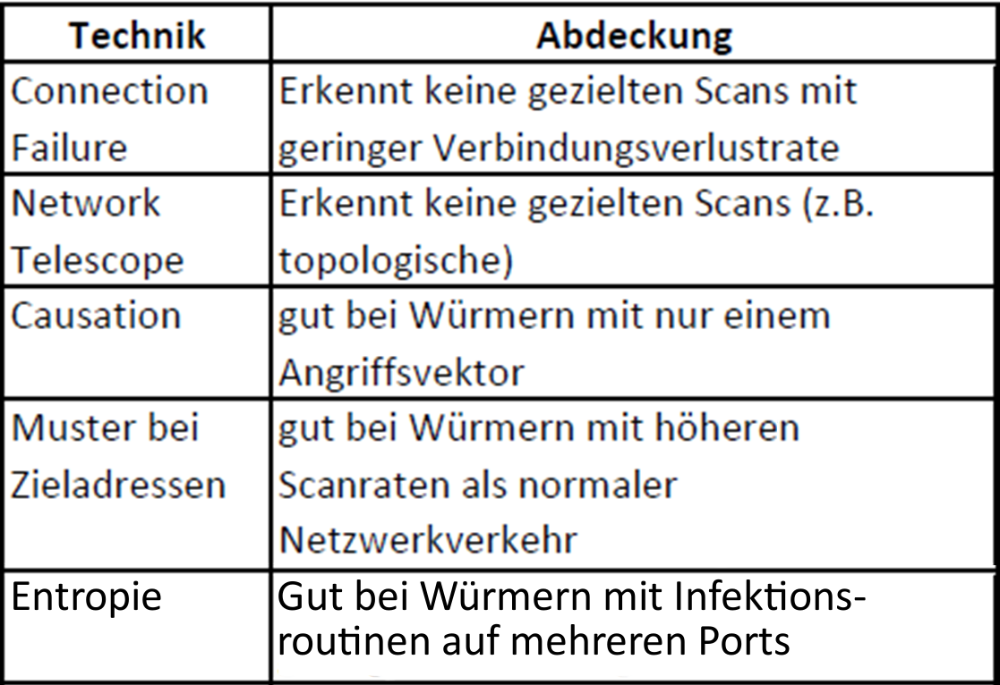 Technik
Abdeckung
Connection
Failure
Erkennt keine gezielten Scans mit
geringer Verbindungsverlustrate
Network
Telescope
Erkennt keine gezielten Scans (z.B.
topologische)
Causation
gut bei Würmern mit nur einem
Angriffsvektor
Muster bei
Zieladressen
gut bei Würmern mit höheren
Scanraten als normaler
Netzwerkverkehr
Entropie
Gut bei Würmern mit Infektions-
routinen auf mehreren Ports